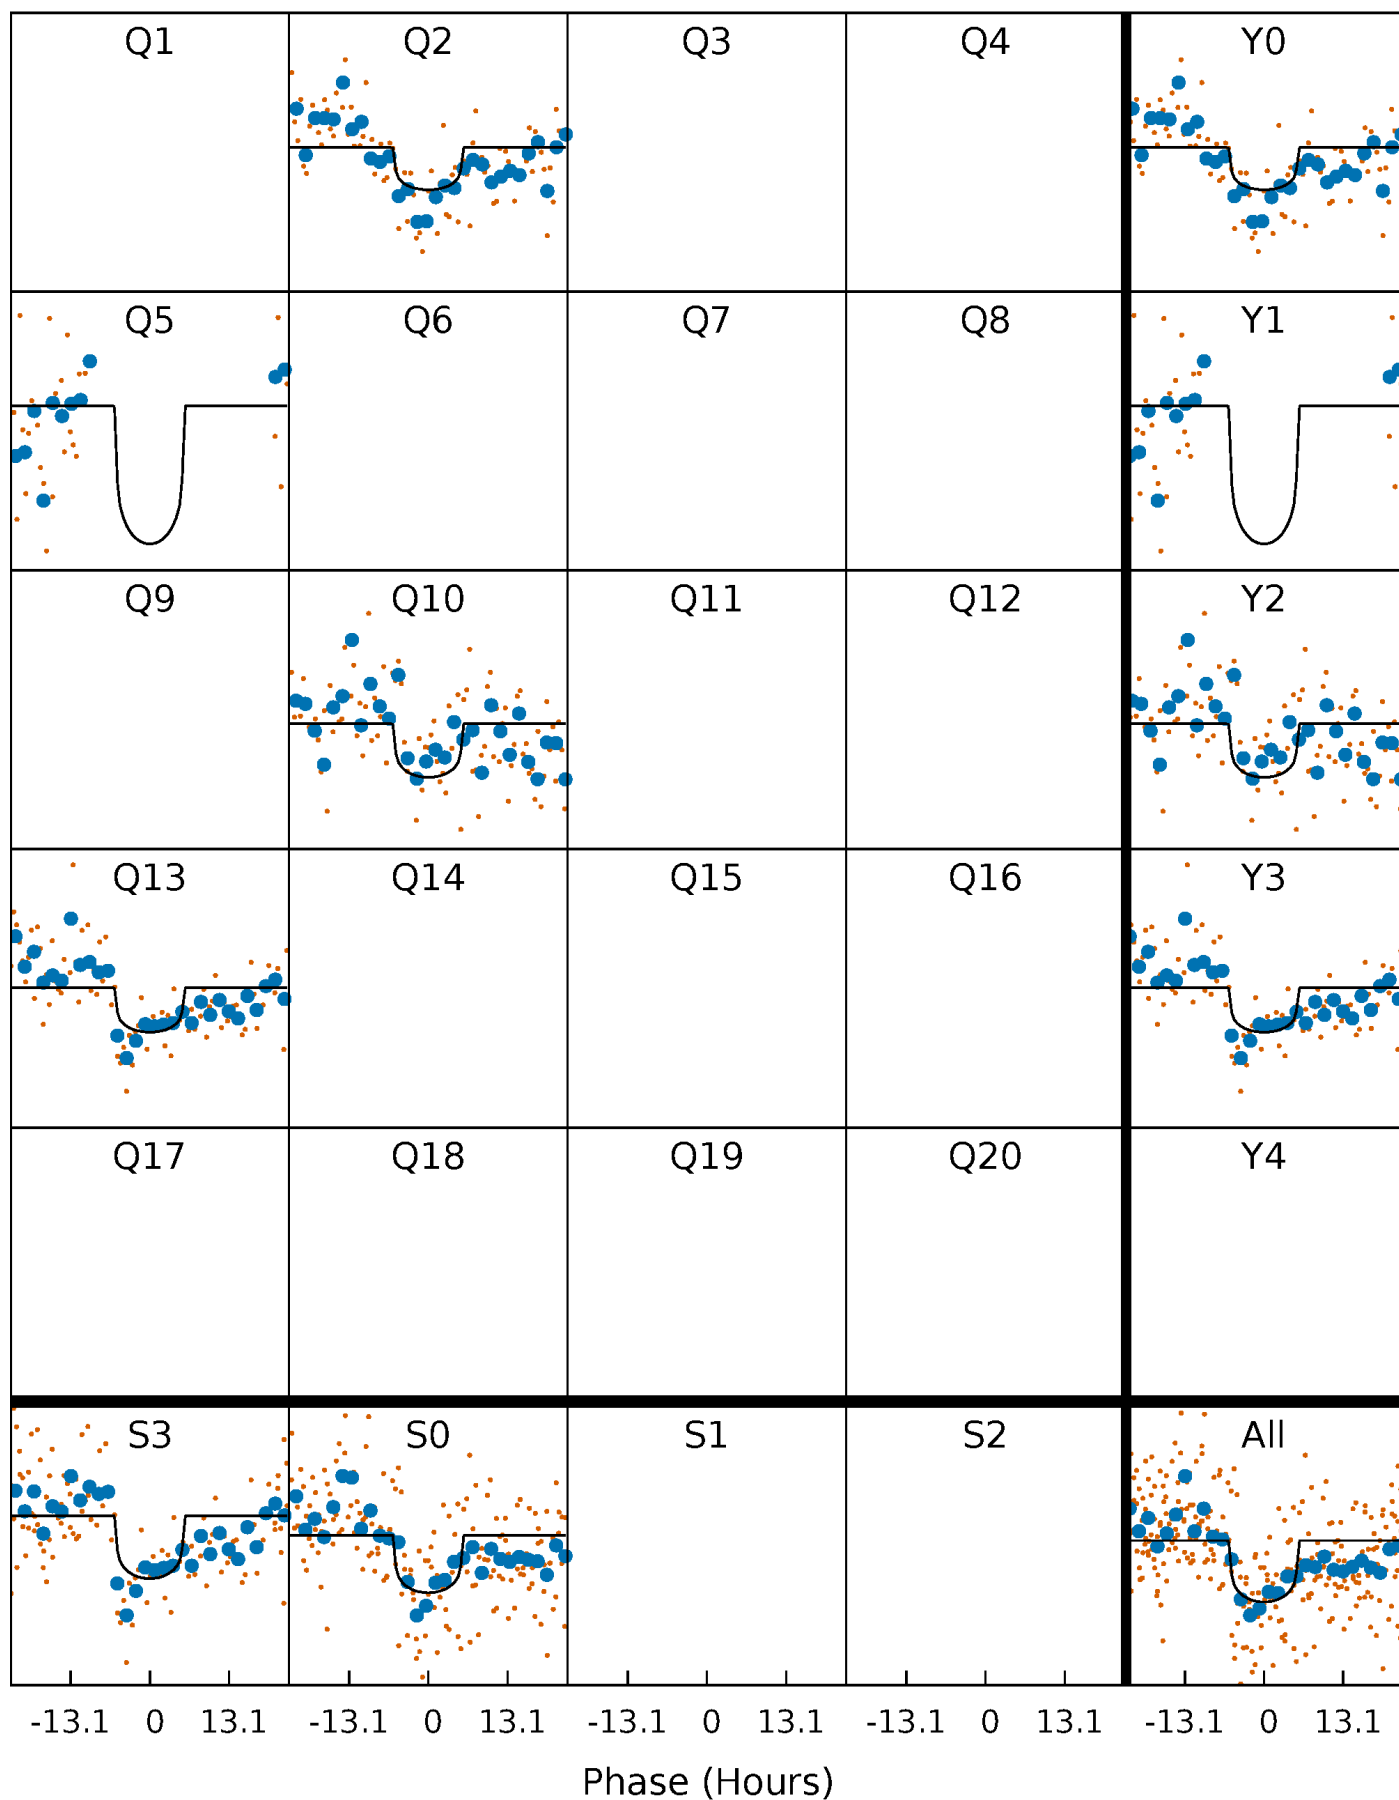 Q1 Q2 Q3 Q4 Y0
Q5 Q6 Q7 Q8 Y1
Q9 Q10 Q11 Q12 Y2
Q13 Q14 Q15 Q16 Y3
Q17 Q18 Q19 Q20 Y4
S3 S0 S1 S2 All
-13.1 0 13.1 -13.1 0 13.1 -13.1 0 13.1 -13.1 0 13.1 -13.1 0 13.1
Phase (Hours)